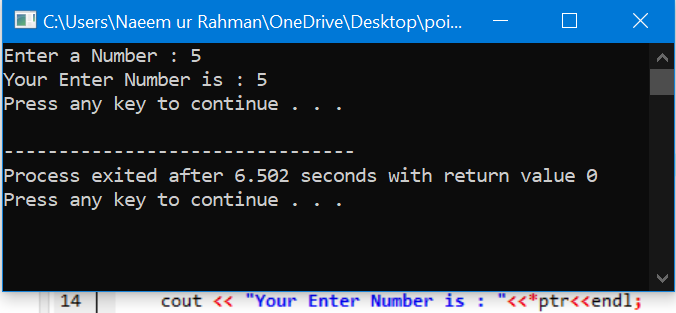 C:\Users\Naeem ur Rahman\OneDrive\Desktop\poi...
Enter a Number : 5
Your Enter Number is : 5
Press any key to continue . . .
--------------------------------
Process exited after 6.502 seconds with return value 0
Press any key to continue . . .
14 cout << "Your Enter Number is : "<<*ptr<<endl;